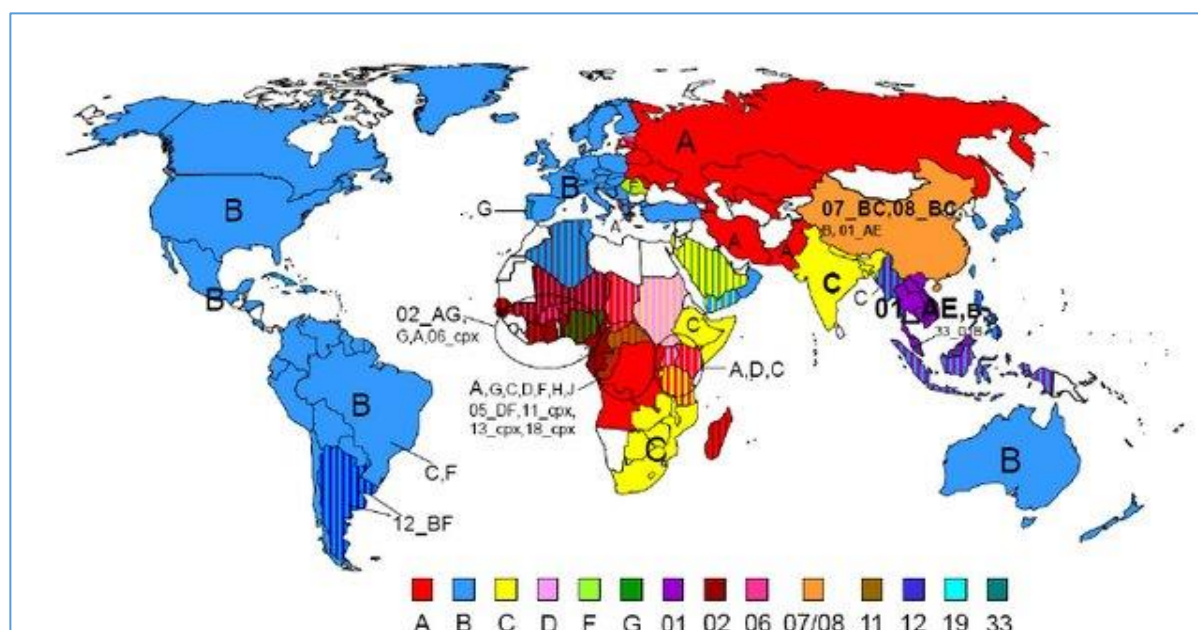 A
B
B
F
G
A
07_BC,08_BC,
B, 01_AE
A
A
B
C
C
01_AE,B,
02_AG,
G,A,06_cpx
C
A,D,C
A,G,C,D,F,H,J
05_DF,11_cpx,
13_cpx,18_cpx
B
C
B
C,F
12_BF
A B C D F G 01 02 06 07/08 11 12 19 33